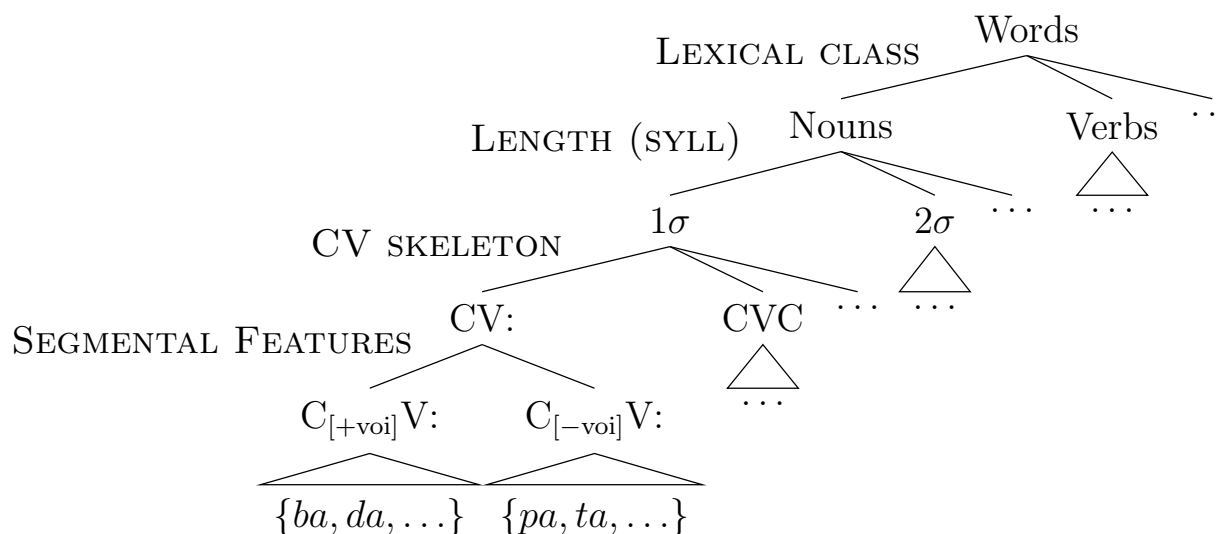 Words
LEXICAL CLASS
Nouns Verbs . .
LENGTH (SYLL)
1σ 2σ . . . . . .
CV SKELETON
CV: CVC . . . . . .
SEGMENTAL FEATURES
C[+voi]V: C[−voi]V: . . .
{ba, da, . . .} {pa, ta, . . .}